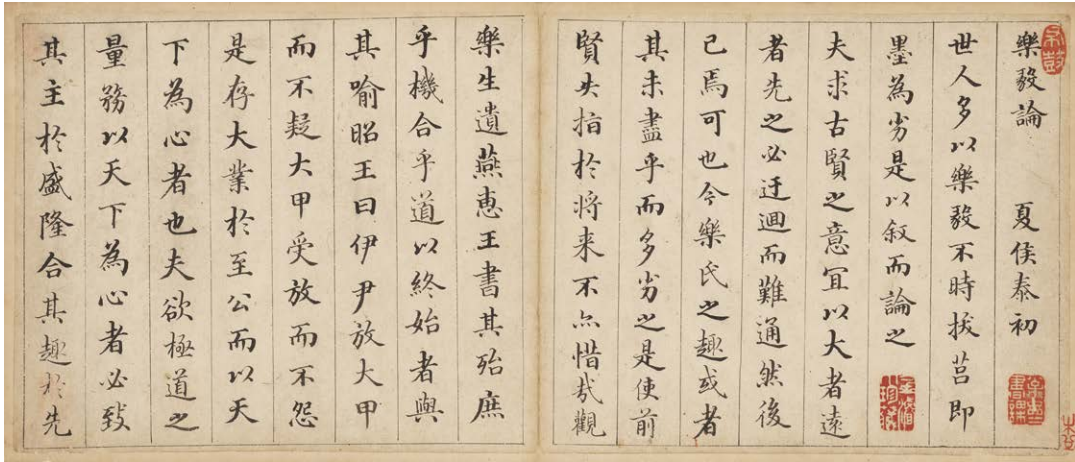 樂毅論 夏侯泰初
世人多以樂毅不時拔莒即
墨為劣是以叙而論之
夫求古賢之意宜以大者遠
者先之必迂迴而難通然後
已焉可也今樂氏之趣或者
其未盡乎而多劣之是使前
賢失指於将来不亦惜哉觀
樂生遺燕惠王書其殆庶
乎機合乎道以終始者與
其喻昭王曰伊尹放大甲
而不疑大甲受放而不怨
是存大業於至公而以天
下為心者也夫欲極道之
量務以天下為心者必致
其主於盛隆合其趣於先